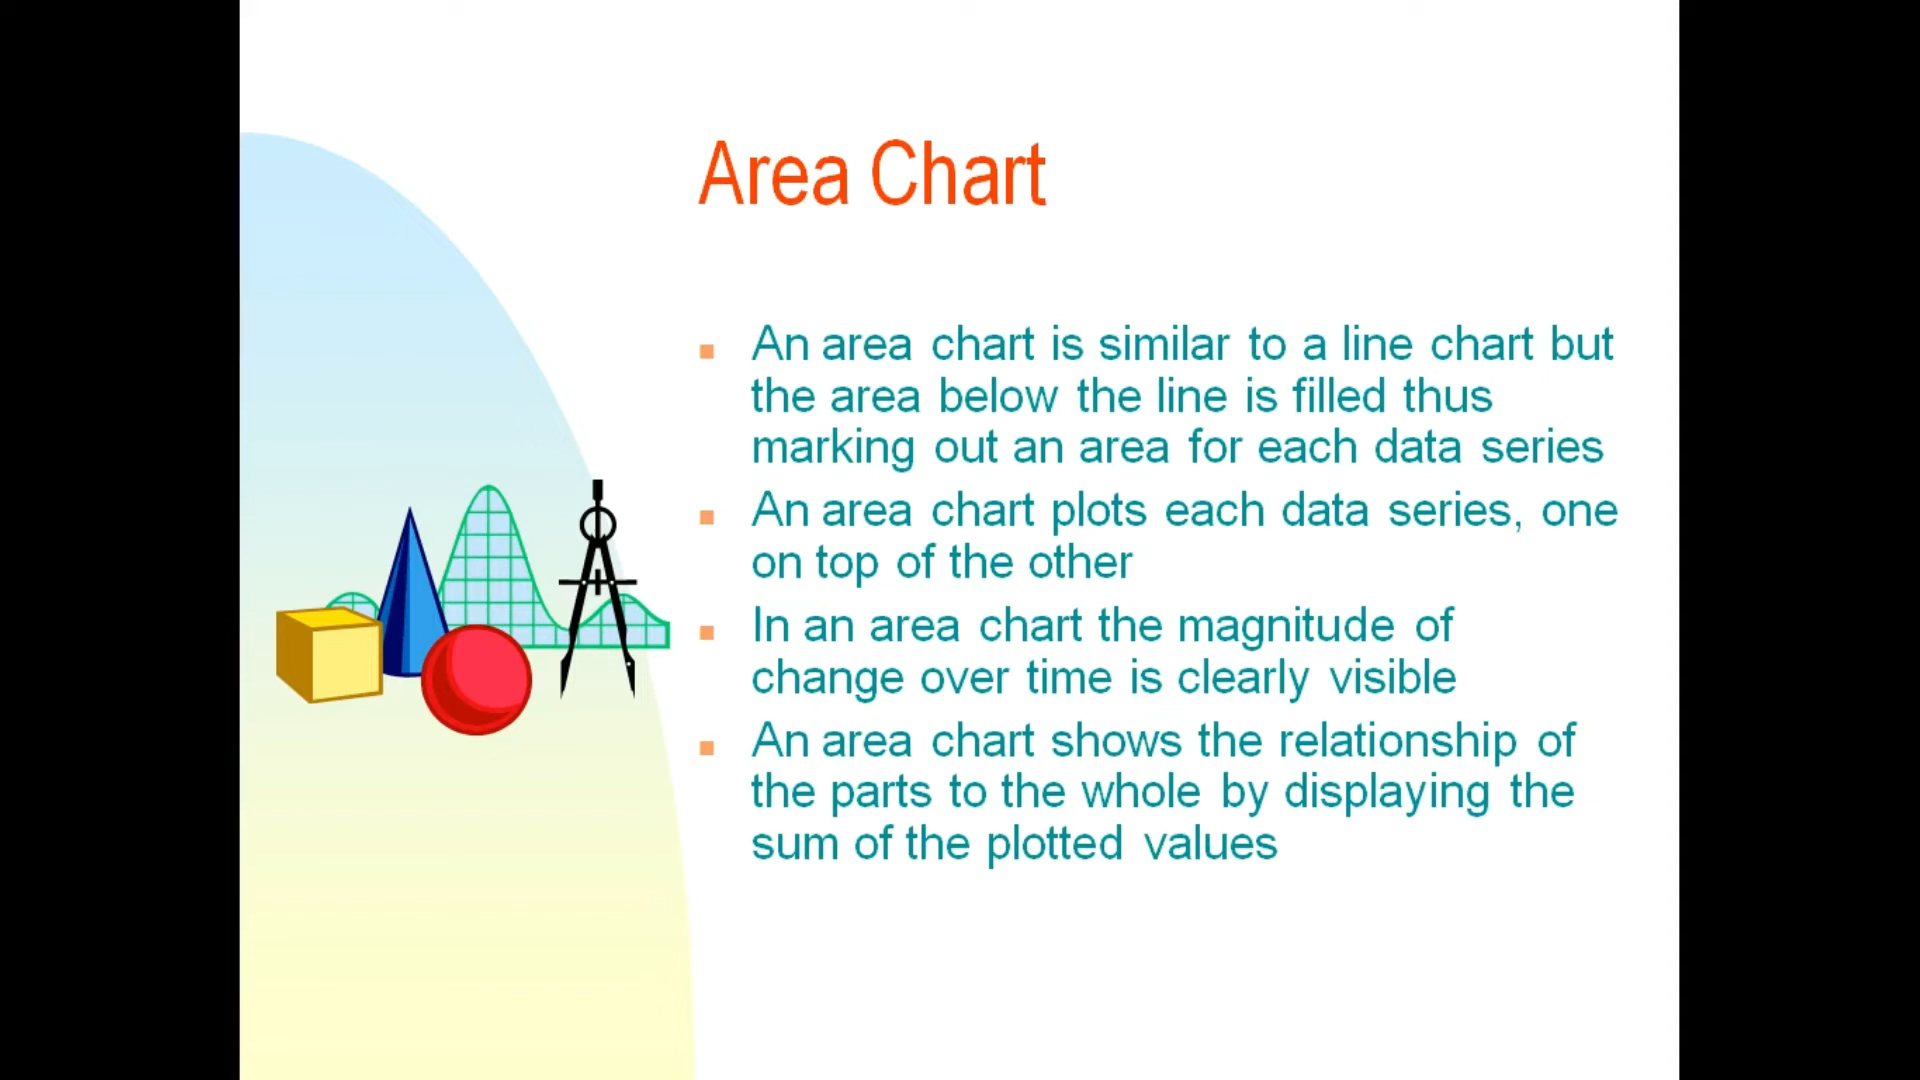 Area Chart
An area chart is similar to a line chart but
the area below the line is filled thus
marking out an area for each data series
An area chart plots each data series, one
on top of the other
In an area chart the magnitude of
change over time is clearly visible
An area chart shows the relationship of
the parts to the whole by displaying the
sum of the plotted values